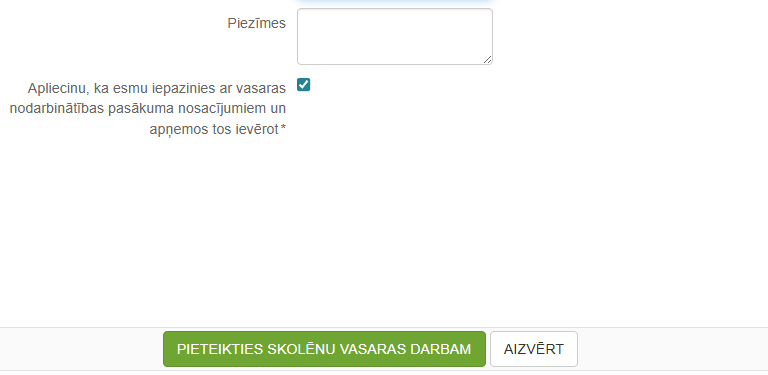 Piezīmes
Apliecinu, ka esmu iepazinies ar vasaras
nodarbinātības pasākuma nosacījumiem un
apņemos tos ievērot *
PIETEIKTIES SKOLĒNU VASARAS DARBAM
AIZVĒRT